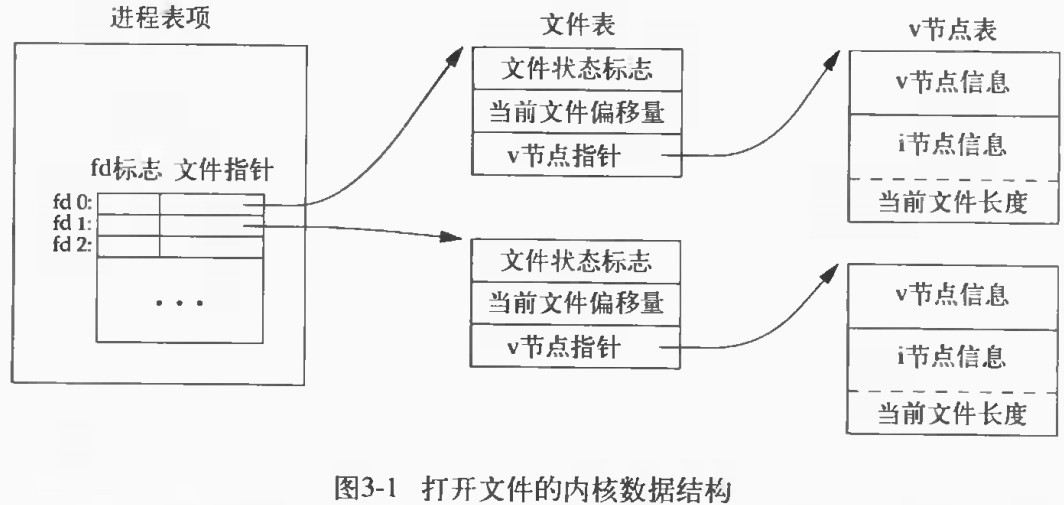 进程表项
fd标志 文件指针
fd 0:
fd 1:
fd 2:
• • •
文件表
文件状态标志
当前文件偏移量
v节点指针
文件状态标志
当前文件偏移量
v节点指针
v节点表
v节点信息
i节点信息
当前文件长度
v节点信息
i节点信息
当前文件长度
图3-1 打开文件的内核数据结构